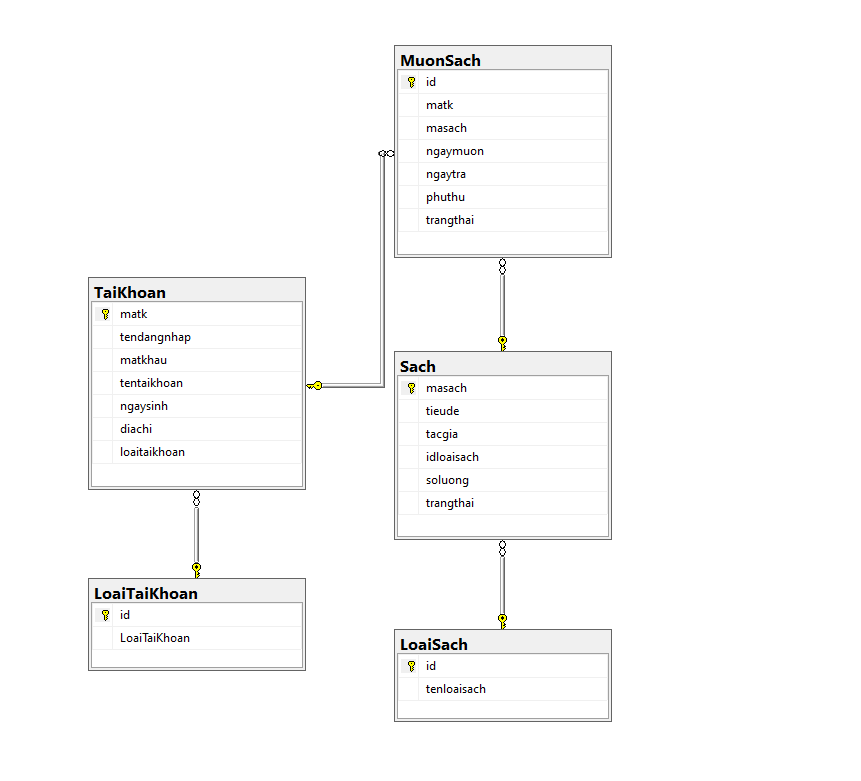 MuonSach
id
matk
masach
ngaymuon
ngaytra
phuthu
trangthai
TaiKhoan
matk
tendangnhap
matkhau
tentaikhoan
ngaysinh
diachi
loaitaikhoan
Sach
masach
tieude
tacgia
idloaisach
soluong
trangthai
LoaiTaiKhoan
id
LoaiTaiKhoan
LoaiSach
id
tenloaisach